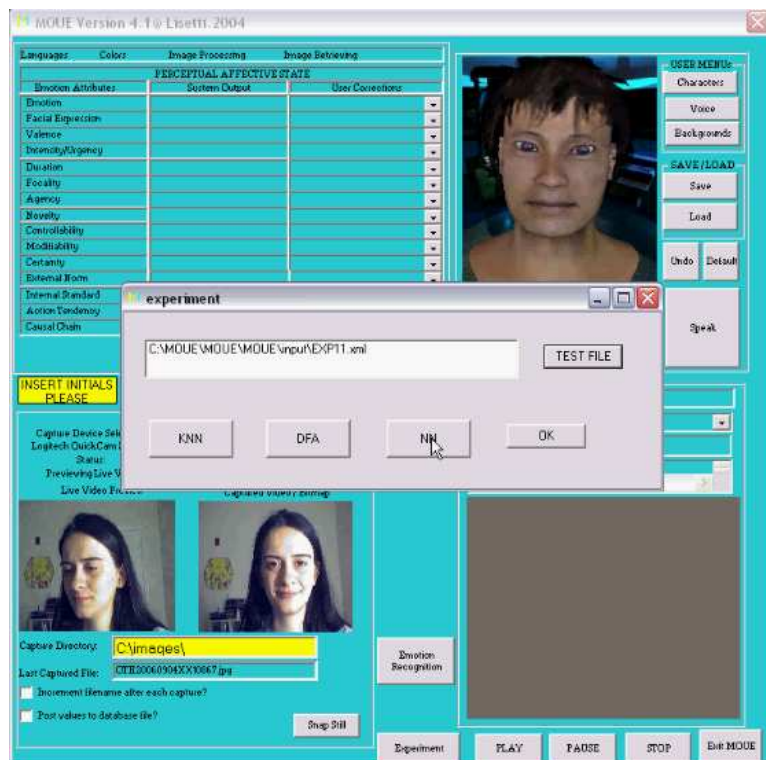 MOUE Version 4.1@ Lisetti.2004
Languages Colors Image Processing Image Retrieving
PERCEPTUAL AFFECTIVE STATE
Emotion Attributes System Output User Corrections
Emotion
Facial Expression
Valence
Intensity/Urgency
Duration
Focality
Agency
Novelty
Controllability
Modifiability
Certainty
External Norm
Internal Standard
Action Tendency
Causal Chain
USER MENUs
Characters
Voice
Backgrounds
SAVE/LOAD
Save
Load
Undo Default
Speak
experiment
C:\MOUE\MOUE\MOUE\input\EXP11.xml
TEST FILE
KNN DFA NN OK
INSERT INITIALS
PLEASE
Capture Device
Logitech QuickCam
Status:
Previewing Live
Live Video
Captured Video / Bitmap
Capture Directory: C:\images\
Last Captured File:
Increment filename after each capture?
Post values to database file?
Snap Still
Emotion
Recognition
Experiment PLAY PAUSE STOP Exit MOUE